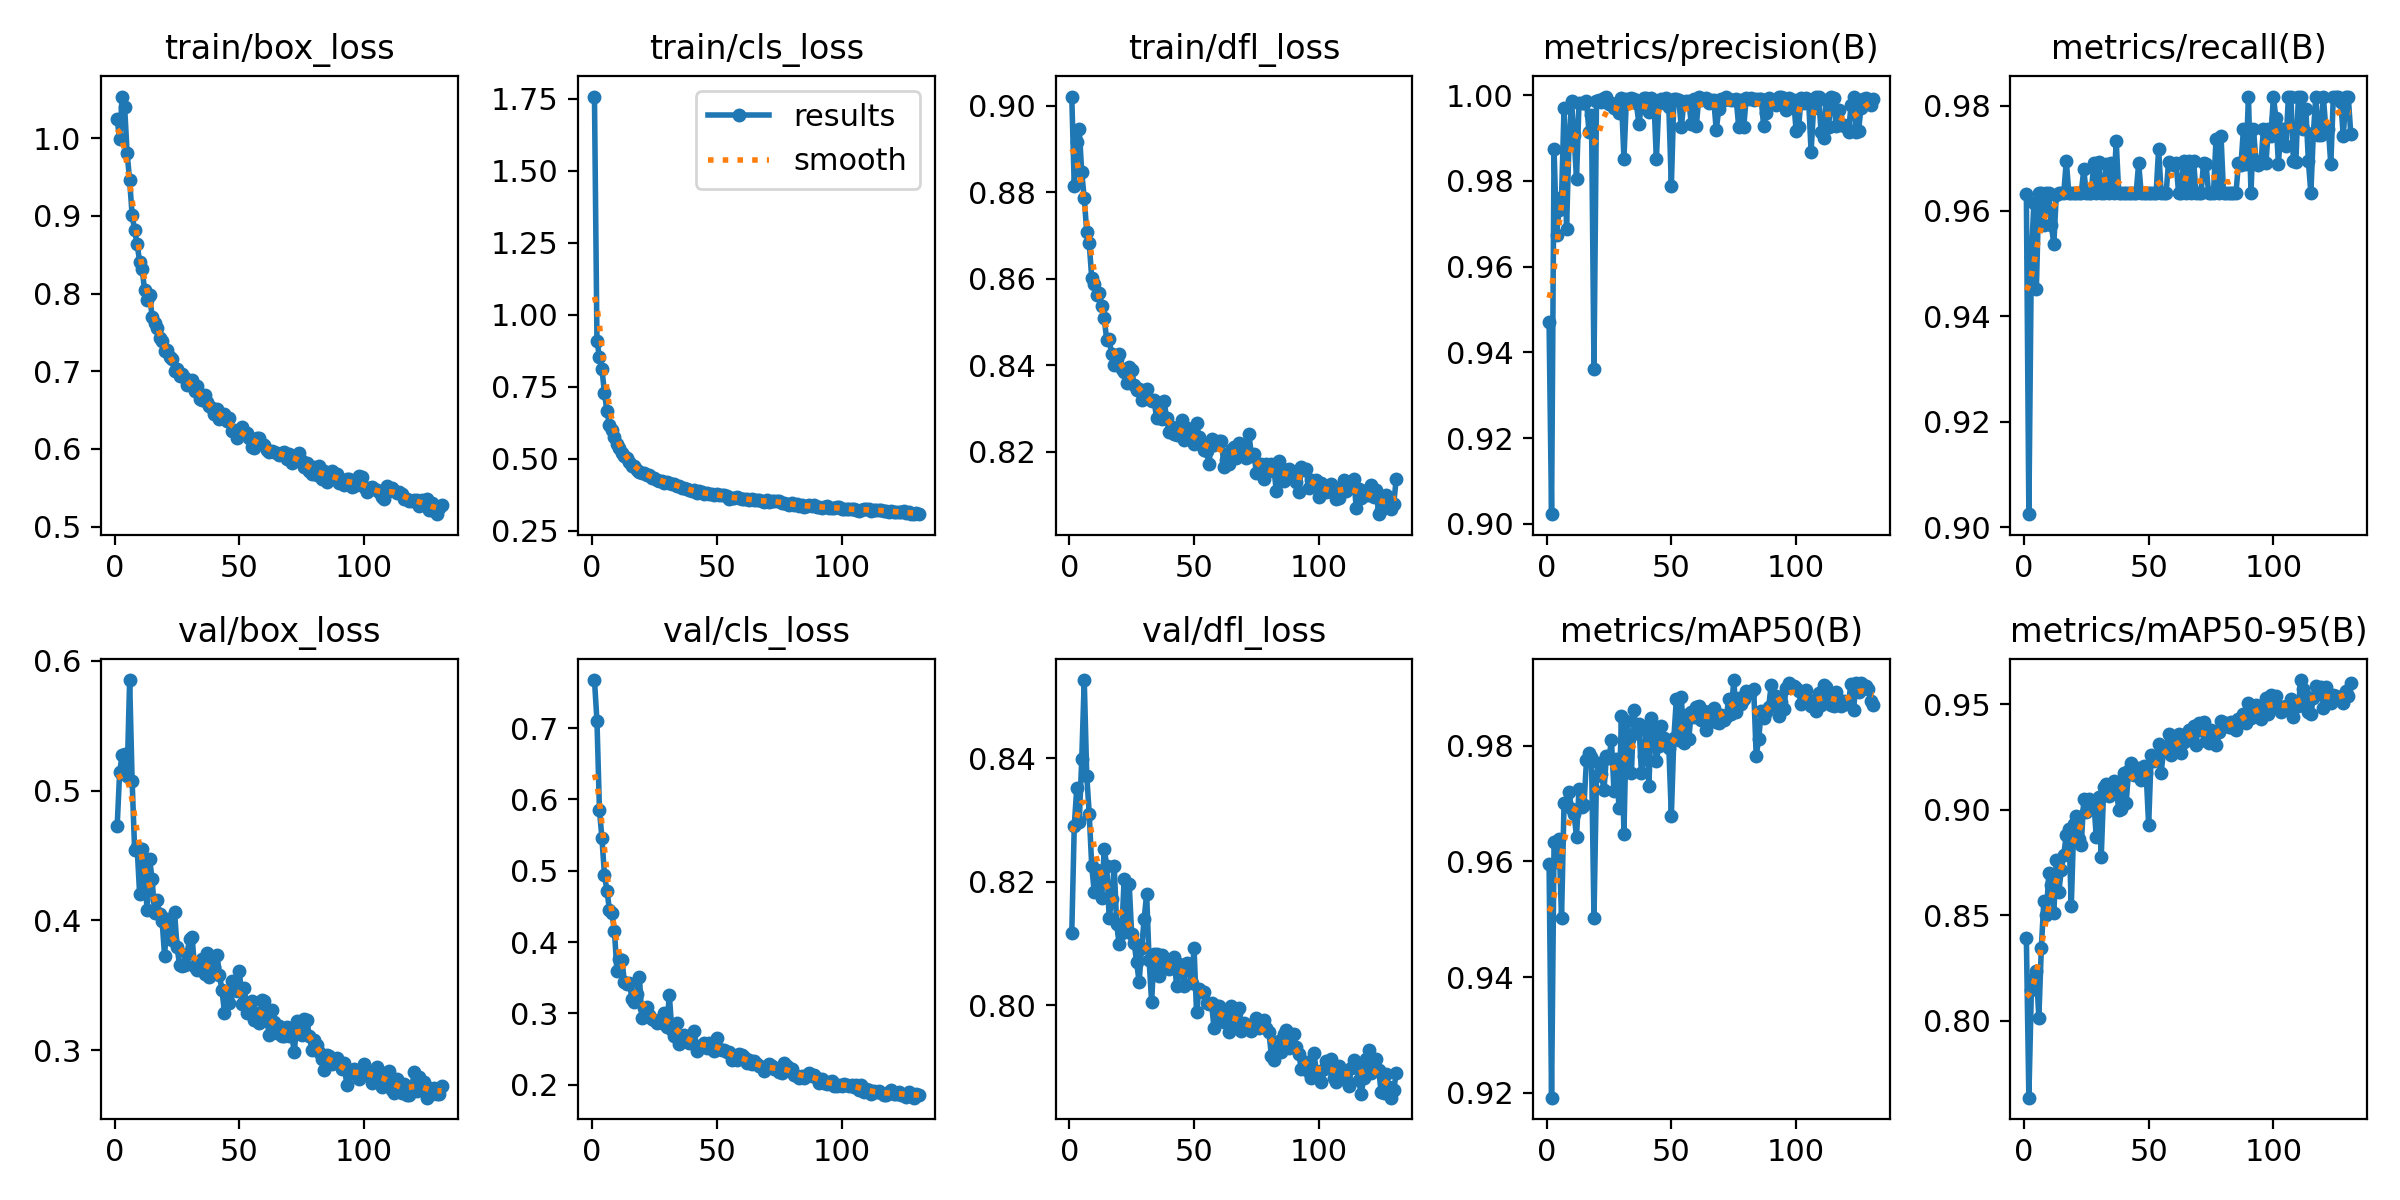 train/box_loss
train/cls_loss
train/dfl_loss
metrics/precision(B)
metrics/recall(B)
1.0
0.9
0.8
0.7
0.6
0.5
0 50 100
1.75
1.50
1.25
1.00
0.75
0.50
0.25
results
smooth
0 50 100
0.90
0.88
0.86
0.84
0.82
0 50 100
1.00
0.98
0.96
0.94
0.92
0.90
0 50 100
0.98
0.96
0.94
0.92
0.90
0 50 100
val/box_loss
val/cls_loss
val/dfl_loss
metrics/mAP50(B)
metrics/mAP50-95(B)
0.6
0.5
0.4
0.3
0 50 100
0.7
0.6
0.5
0.4
0.3
0.2
0 50 100
0.84
0.82
0.80
0 50 100
0.98
0.96
0.94
0.92
0 50 100
0.95
0.90
0.85
0.80
0 50 100